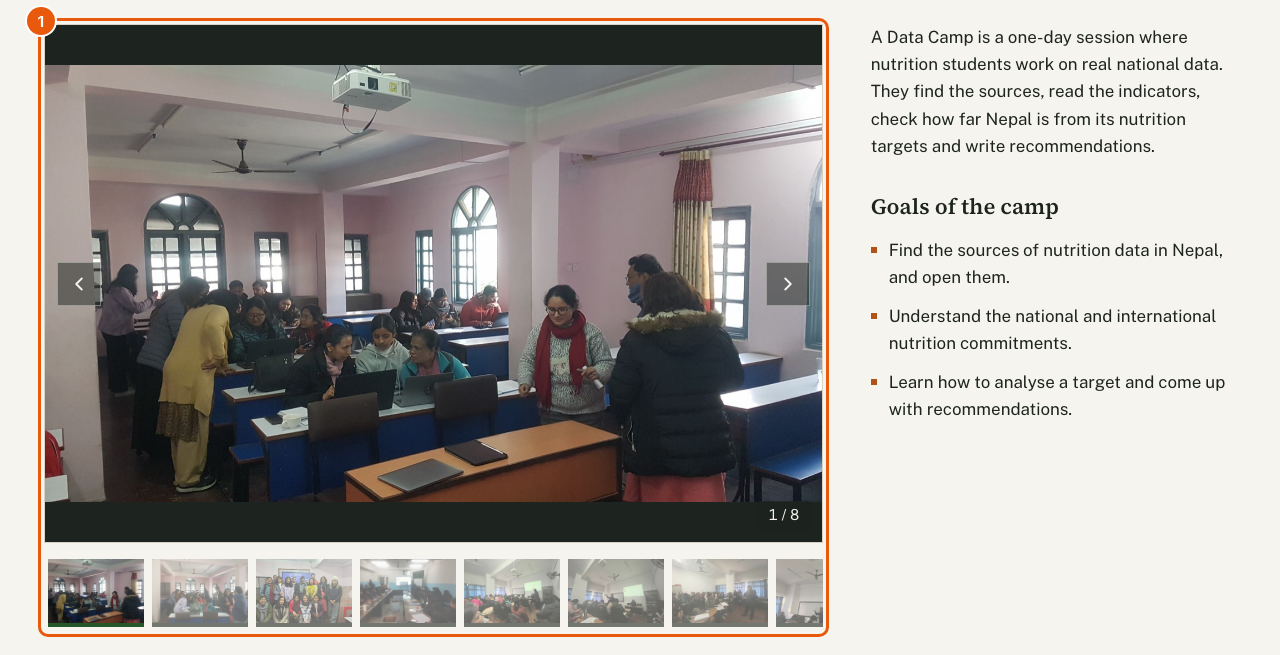 1
1 / 8
A Data Camp is a one-day session where
nutrition students work on real national data.
They find the sources, read the indicators,
check how far Nepal is from its nutrition
targets and write recommendations.
Goals of the camp
Find the sources of nutrition data in Nepal,
and open them.
Understand the national and international
nutrition commitments.
Learn how to analyse a target and come up
with recommendations.